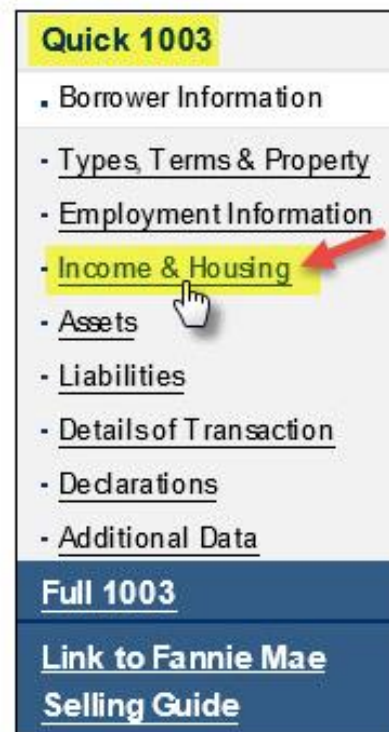 Quick 1003
Borrower Information
- Types, Terms & Property
- Employment Information
- Income & Housing
- Assets
- Liabilities
- Details of Transaction
- Declarations
- Additional Data
Full 1003
Link to Fannie Mae
Selling Guide